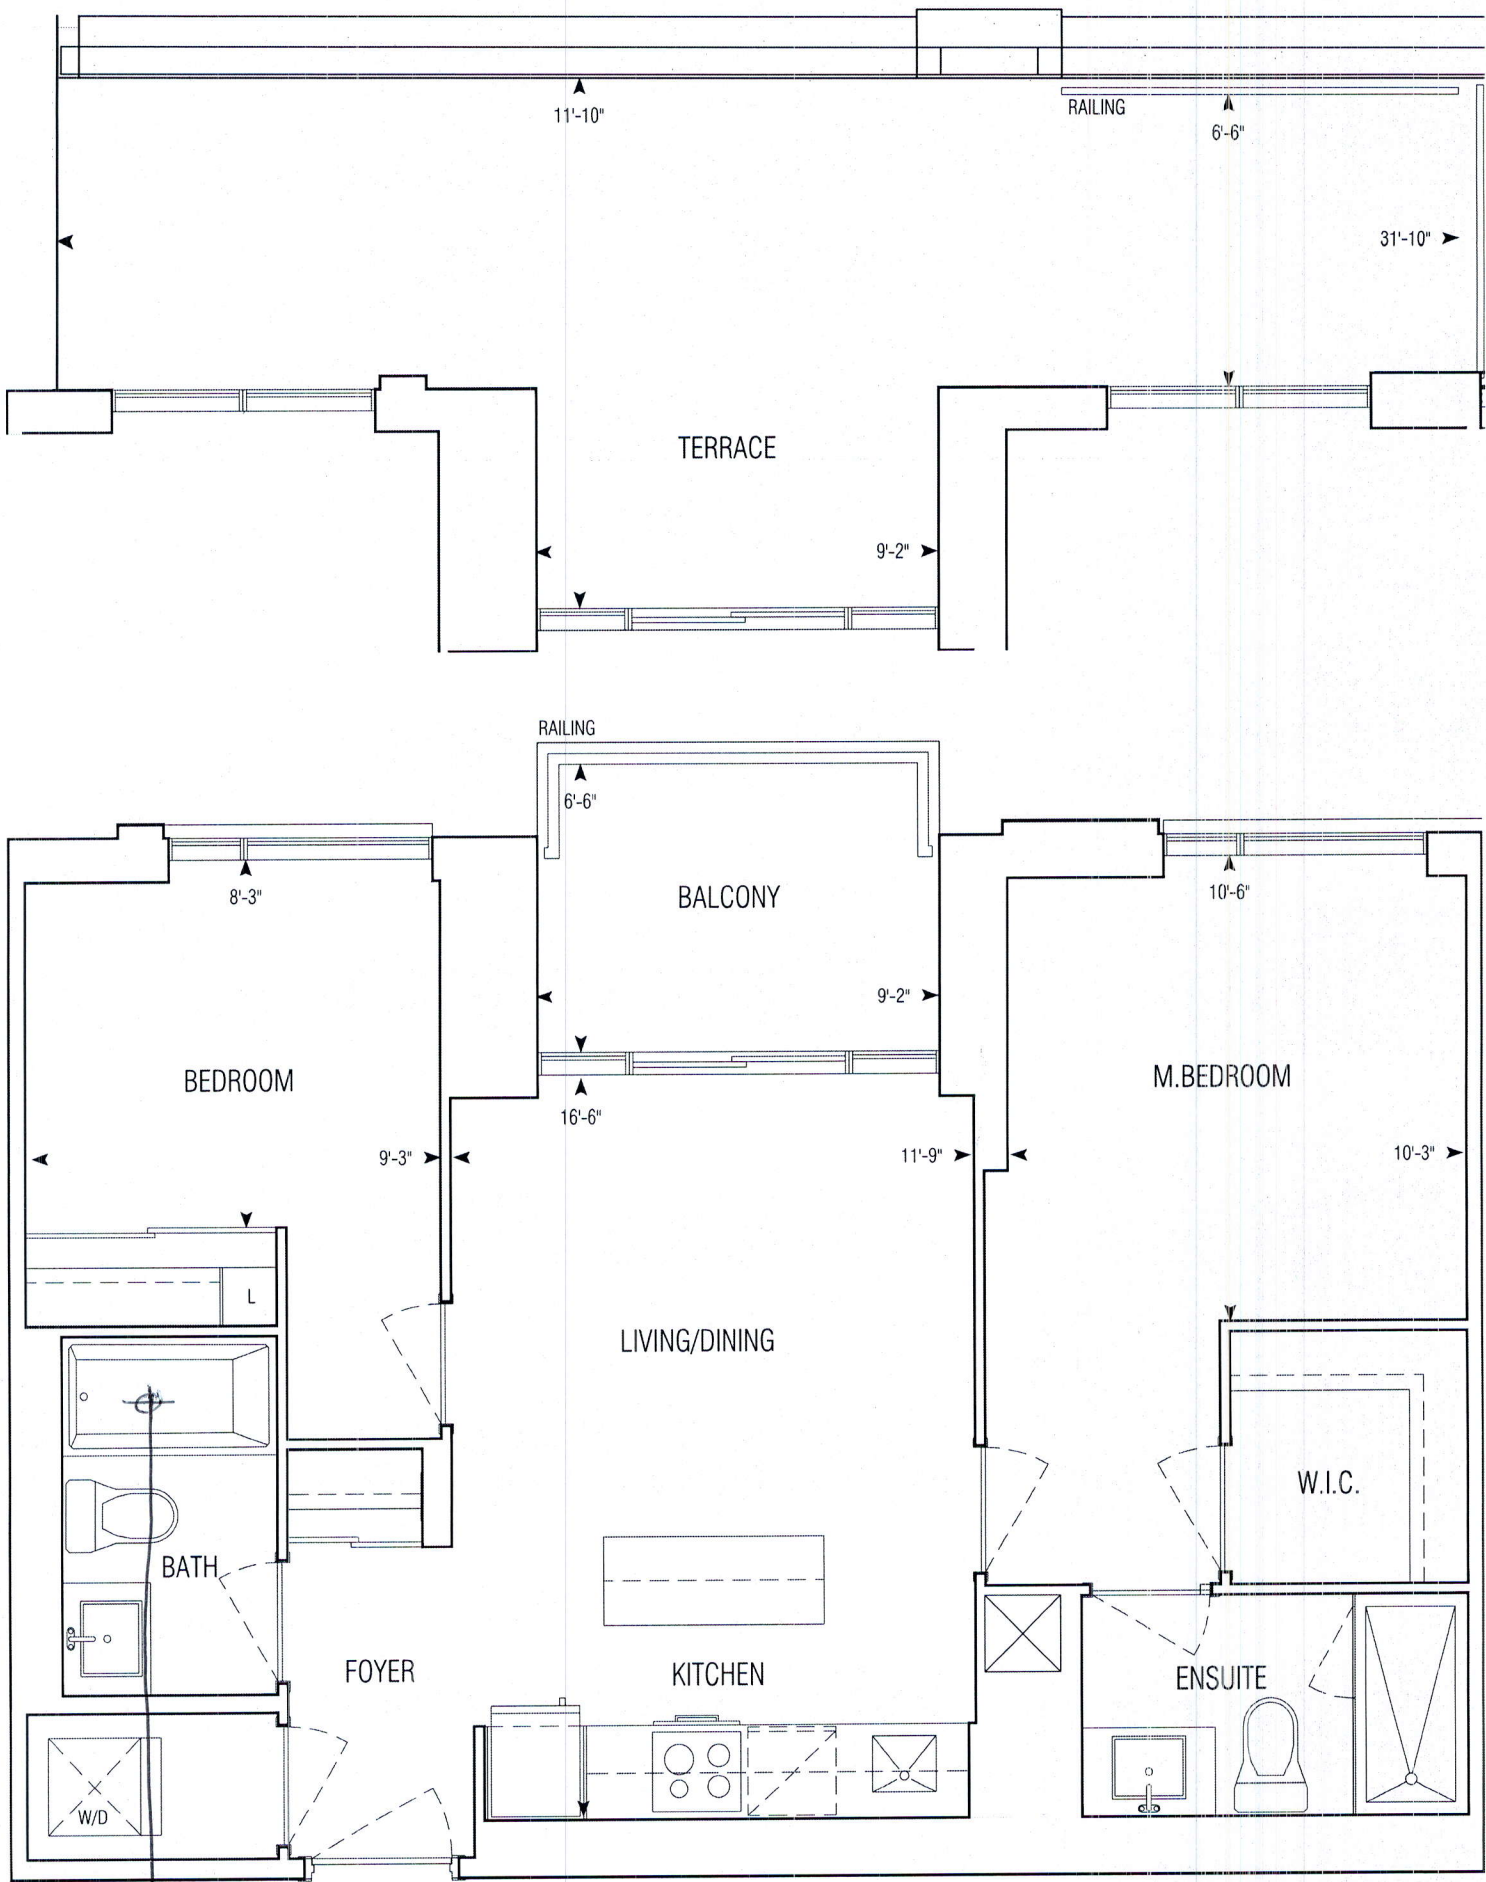 11'-10"
RAILING
6'-6"
31'-10"
TERRACE
9'-2"
RAILING
6'-6"
8'-3"
BALCONY
10'-6"
9'-2"
BEDROOM
M.BEDROOM
16'-6"
9'-3"
11'-9"
10'-3"
L
LIVING/DINING
W.I.C.
BATH
FOYER
KITCHEN
ENSUITE
W/D